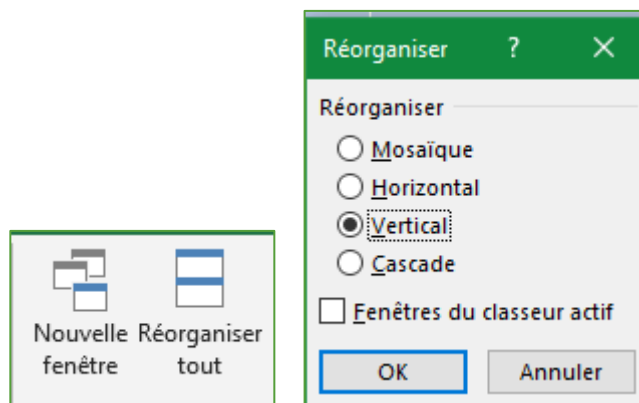 Nouvelle fenêtre
Réorganiser tout
Réorganiser ?
Réorganiser
Mosaïque
Horizontal
Vertical
Cascade
Fenêtres du classeur actif
OK Annuler